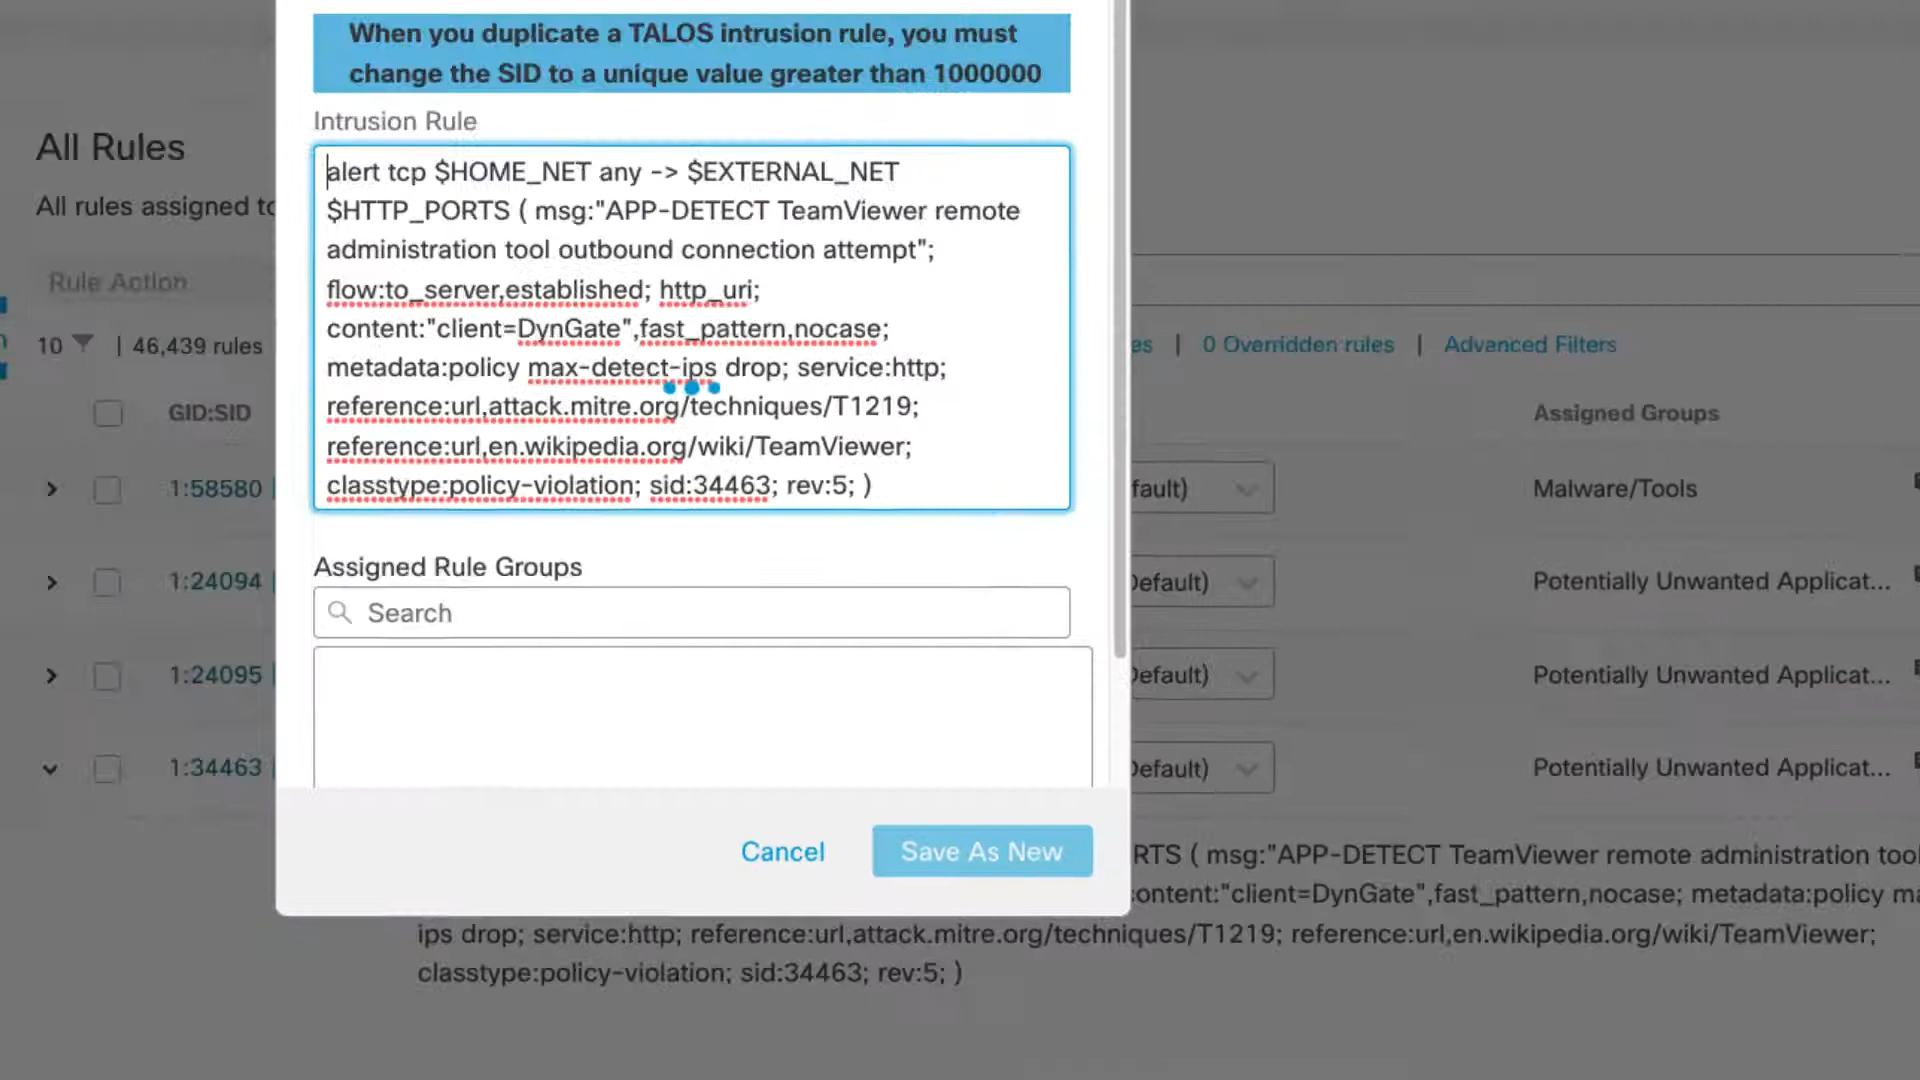 When you duplicate a TALOS intrusion rule, you must
change the SID to a unique value greater than 1000000
Intrusion Rule
alert tcp $HOME_NET any -> $EXTERNAL_NET
$HTTP_PORTS ( msg:"APP-DETECT TeamViewer remote
administration tool outbound connection attempt";
flow:to_server,established; http_uri;
content:"client=DynGate",fast_pattern,nocase;
metadata:policy max-detect-ips drop; service:http;
reference:url,attack.mitre.org/techniques/T1219;
reference:url,en.wikipedia.org/wiki/TeamViewer;
classtype:policy-violation; sid:34463; rev:5; )
Assigned Rule Groups
Search
Cancel
Save As New
All Rules
All rules assigned
Rule Action
10 | 46,439 rules
| 0 Overridden rules | Advanced Filters
GID:SID
Assigned Groups
1:58580
Malware/Tools
1:24094
Potentially Unwanted Applicat...
1:24095
Potentially Unwanted Applicat...
1:34463
Potentially Unwanted Applicat...
( msg:"APP-DETECT TeamViewer remote administration tool
content:"client=DynGate",fast_pattern,nocase; metadata:policy
ips drop; service:http; reference:url,attack.mitre.org/techniques/T1219; reference:url,en.wikipedia.org/wiki/TeamViewer;
classtype:policy-violation; sid:34463; rev:5; )